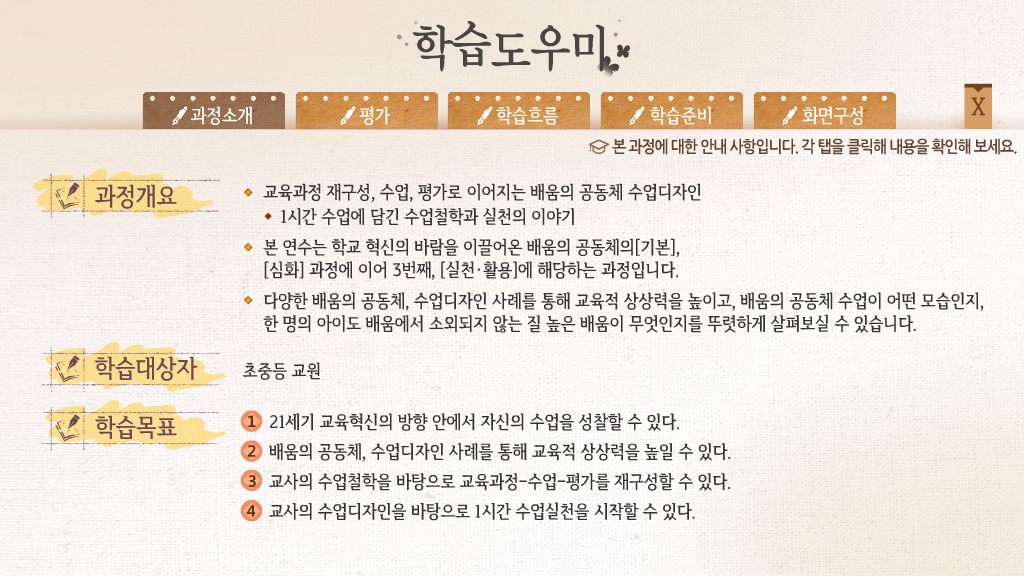 학습도우미
과정소개 평가 학습흐름 학습준비 화면구성 X
본 과정에 대한 안내 사항입니다. 각 탭을 클릭해 내용을 확인해 보세요.
과정개요
교육과정 재구성, 수업, 평가로 이어지는 배움의 공동체 수업디자인
1시간 수업에 담긴 수업철학과 실천의 이야기
본 연수는 학교 혁신의 바람을 이끌어온 배움의 공동체의[기본],
[심화] 과정에 이어 3번째, [실천·활용]에 해당하는 과정입니다.
다양한 배움의 공동체, 수업디자인 사례를 통해 교육적 상상력을 높이고, 배움의 공동체 수업이 어떤 모습인지,
한 명의 아이도 배움에서 소외되지 않는 질 높은 배움이 무엇인지를 뚜렷하게 살펴보실 수 있습니다.
학습대상자
초중등 교원
학습목표
1 21세기 교육혁신의 방향 안에서 자신의 수업을 성찰할 수 있다.
2 배움의 공동체, 수업디자인 사례를 통해 교육적 상상력을 높일 수 있다.
3 교사의 수업철학을 바탕으로 교육과정-수업-평가를 재구성할 수 있다.
4 교사의 수업디자인을 바탕으로 1시간 수업실천을 시작할 수 있다.